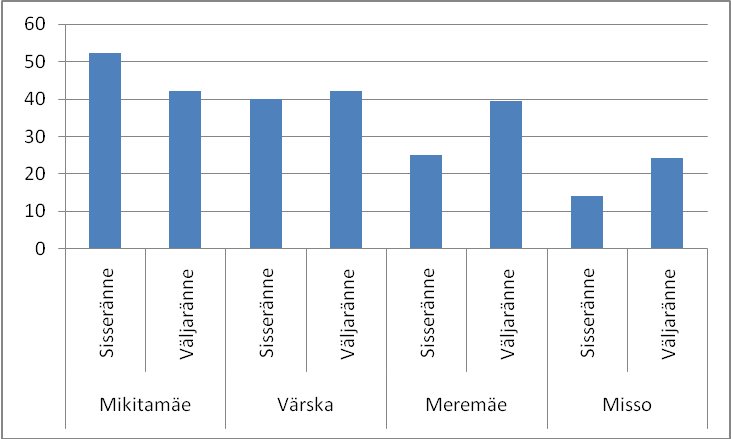 60
50
40
30
20
10
0
Sisseränne
Väljaränne
Sisseränne
Väljaränne
Sisseränne
Väljaränne
Sisseränne
Väljaränne
Mikitamäe
Värska
Meremäe
Misso